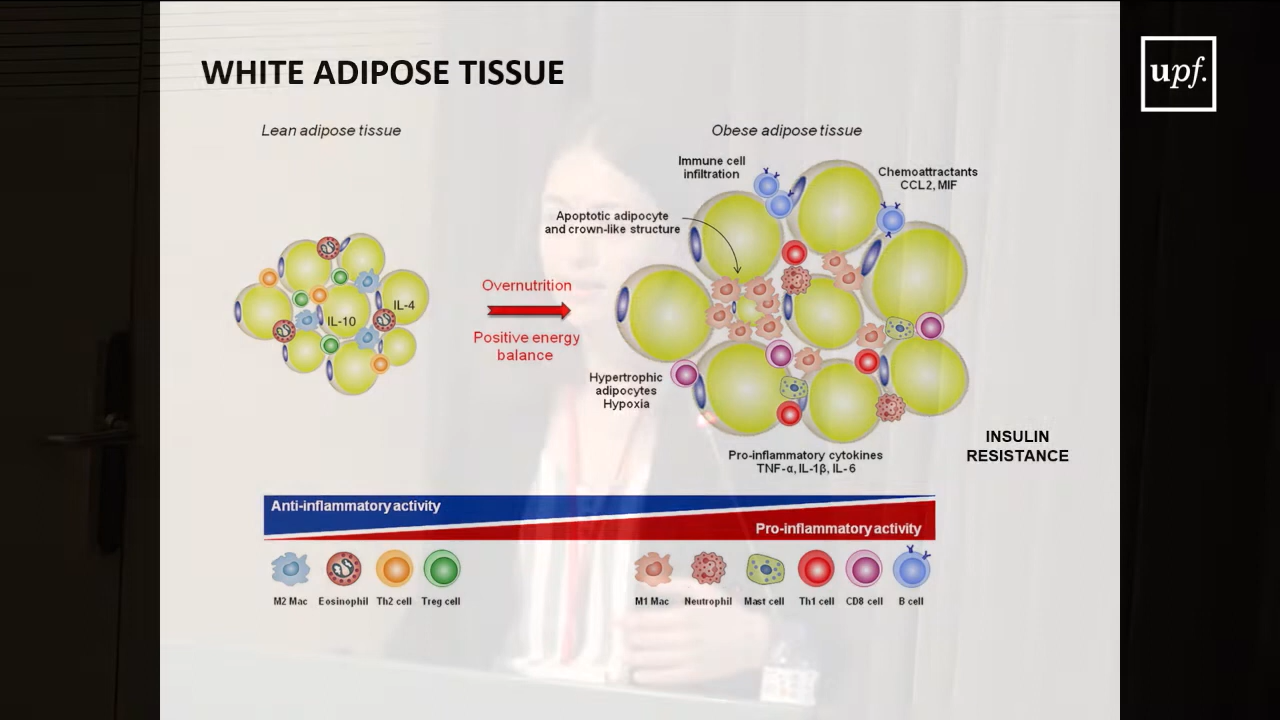 WHITE ADIPOSE TISSUE
upf.
Lean adipose tissue
Obese adipose tissue
Immune cell
infiltration
Chemoattractants
CCL2, MIF
Apoptotic adipocyte
and crown-like structure
Overnutrition
Positive energy
balance
IL-4
IL-10
Hypertrophic
adipocytes
Hypoxia
INSULIN
RESISTANCE
Pro-inflammatory cytokines
TNF-α, IL-1β, IL-6
Anti-inflammatory activity
Pro-inflammatory activity
M2 Mac
Eosinophil
Th2 cell
Treg cell
M1 Mac
Neutrophil
Mast cell
Th1 cell
CD8 cell
B cell